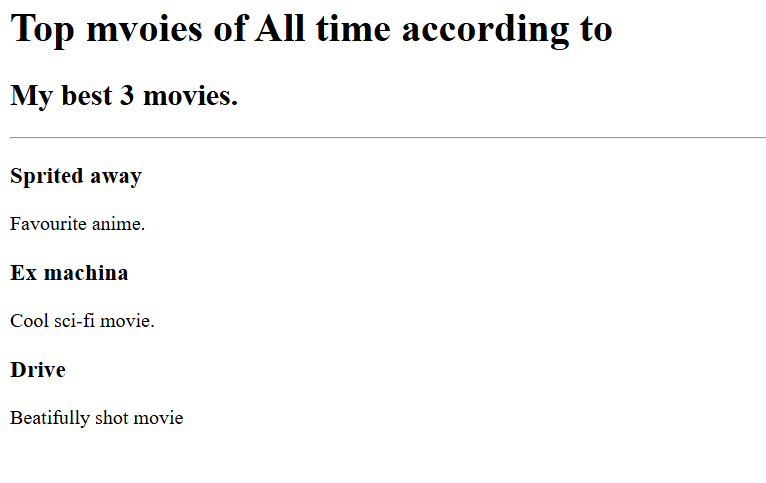 Top mvoies of All time according to
My best 3 movies.
Sprited away
Favourite anime.
Ex machina
Cool sci-fi movie.
Drive
Beatifully shot movie